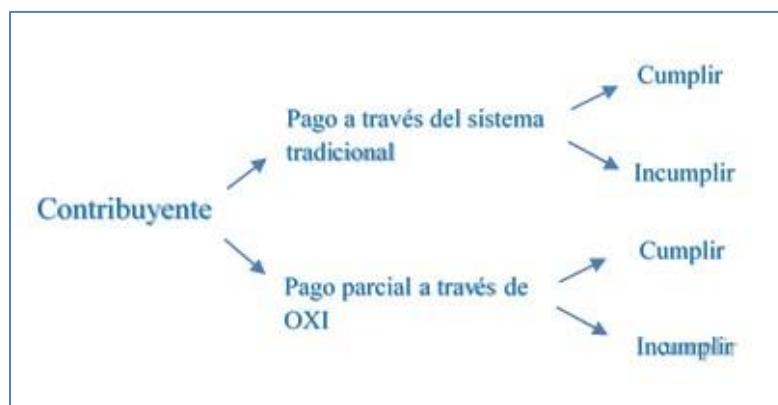 Cumplir
Pago a través del sistema
tradicional
Incumplir
Contribuyente
Cumplir
Pago parcial a través de
OXI
Incumplir